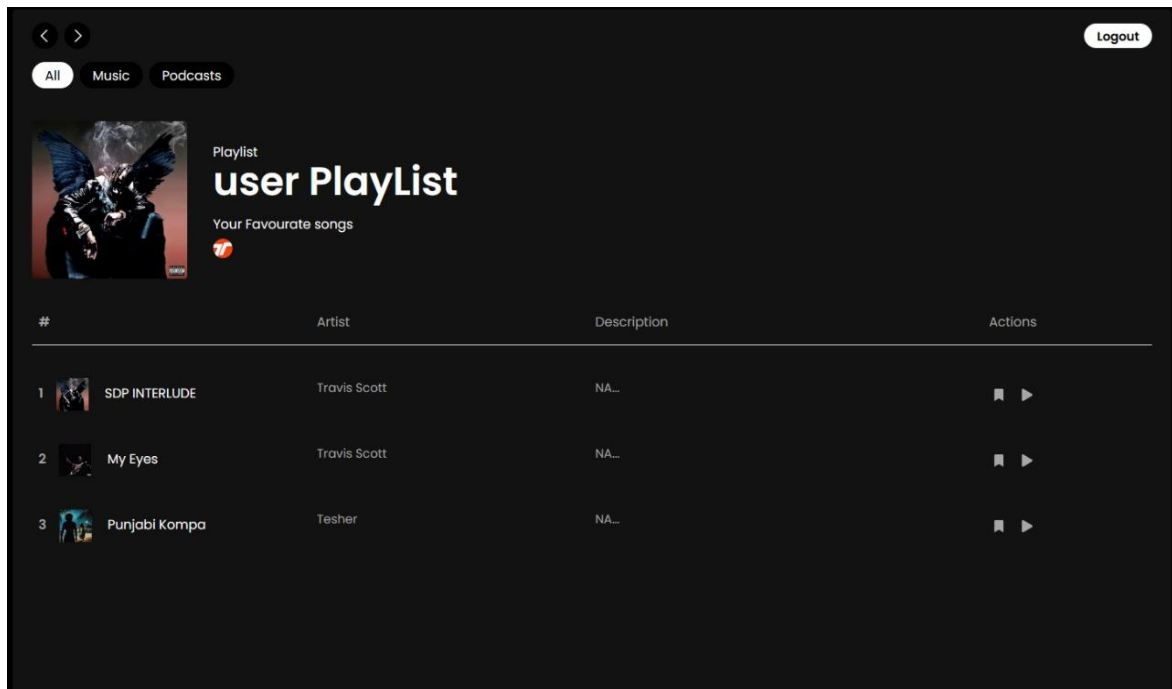 Logout
All Music Podcasts
Playlist
user PlayList
Your Favourate songs
# Artist Description Actions
1 SDP INTERLUDE Travis Scott NA...
2 My Eyes Travis Scott NA...
3 Punjabi Kompa Tesher NA...